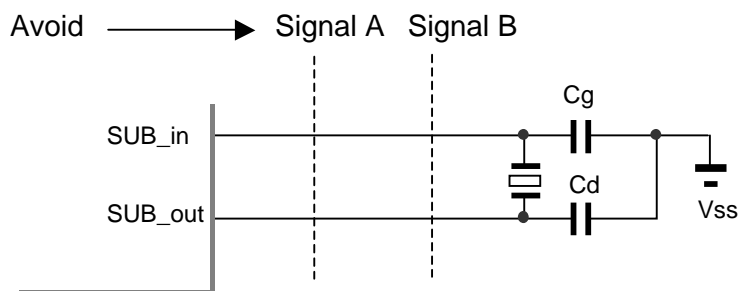 Avoid Signal A Signal B
Cg
SUB_in
Cd
SUB_out
Vss